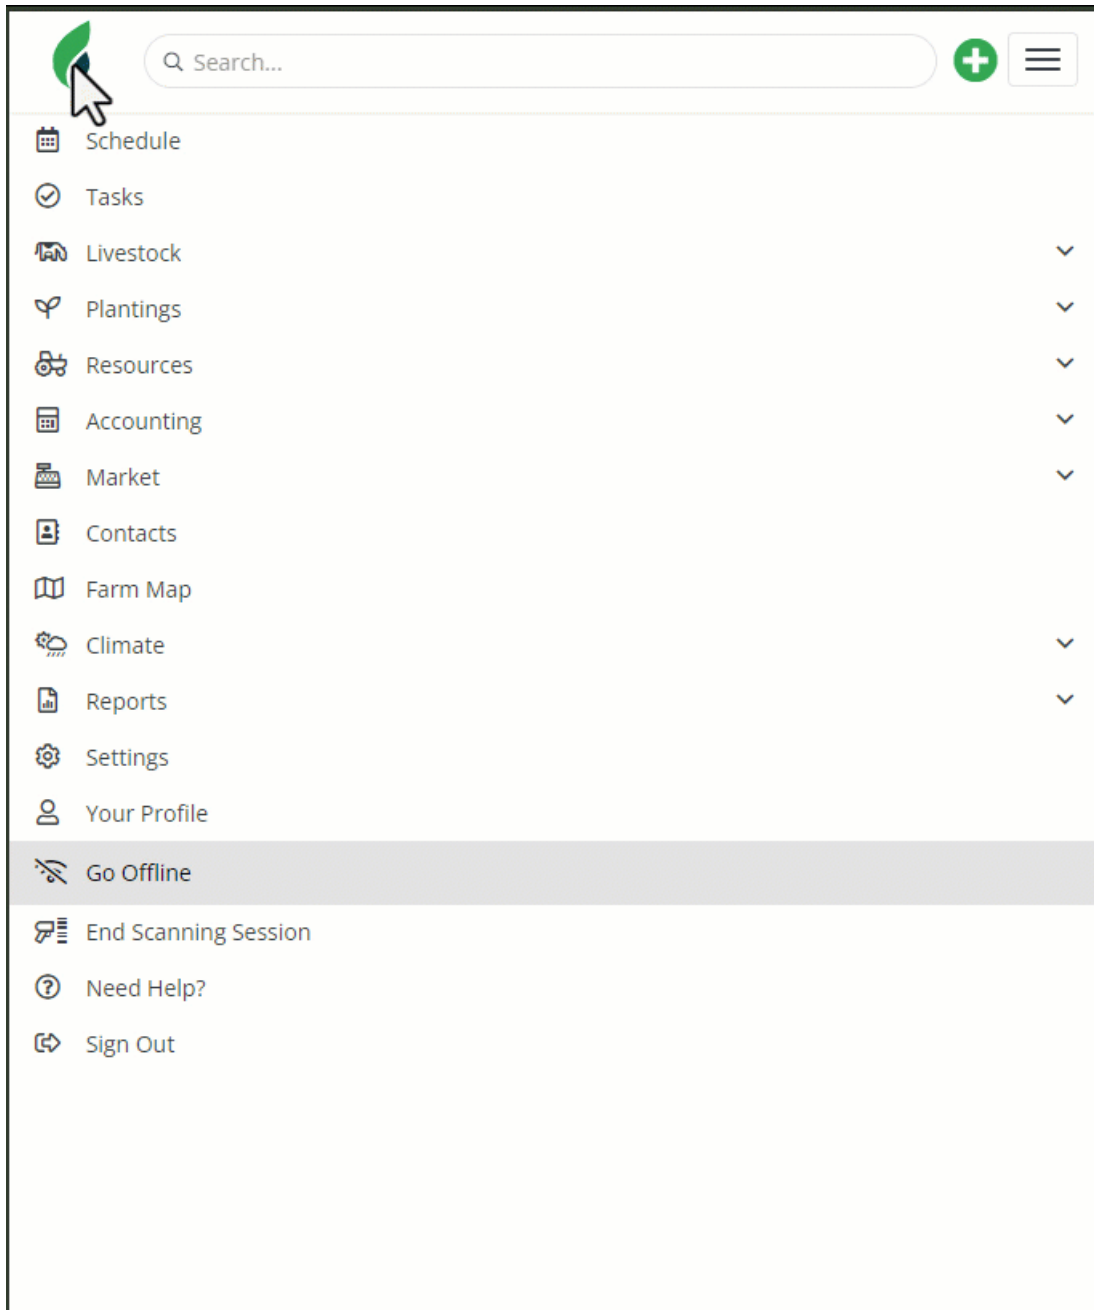 Search...
Schedule
Tasks
Livestock
Plantings
Resources
Accounting
Market
Contacts
Farm Map
Climate
Reports
Settings
Your Profile
Go Offline
End Scanning Session
Need Help?
Sign Out